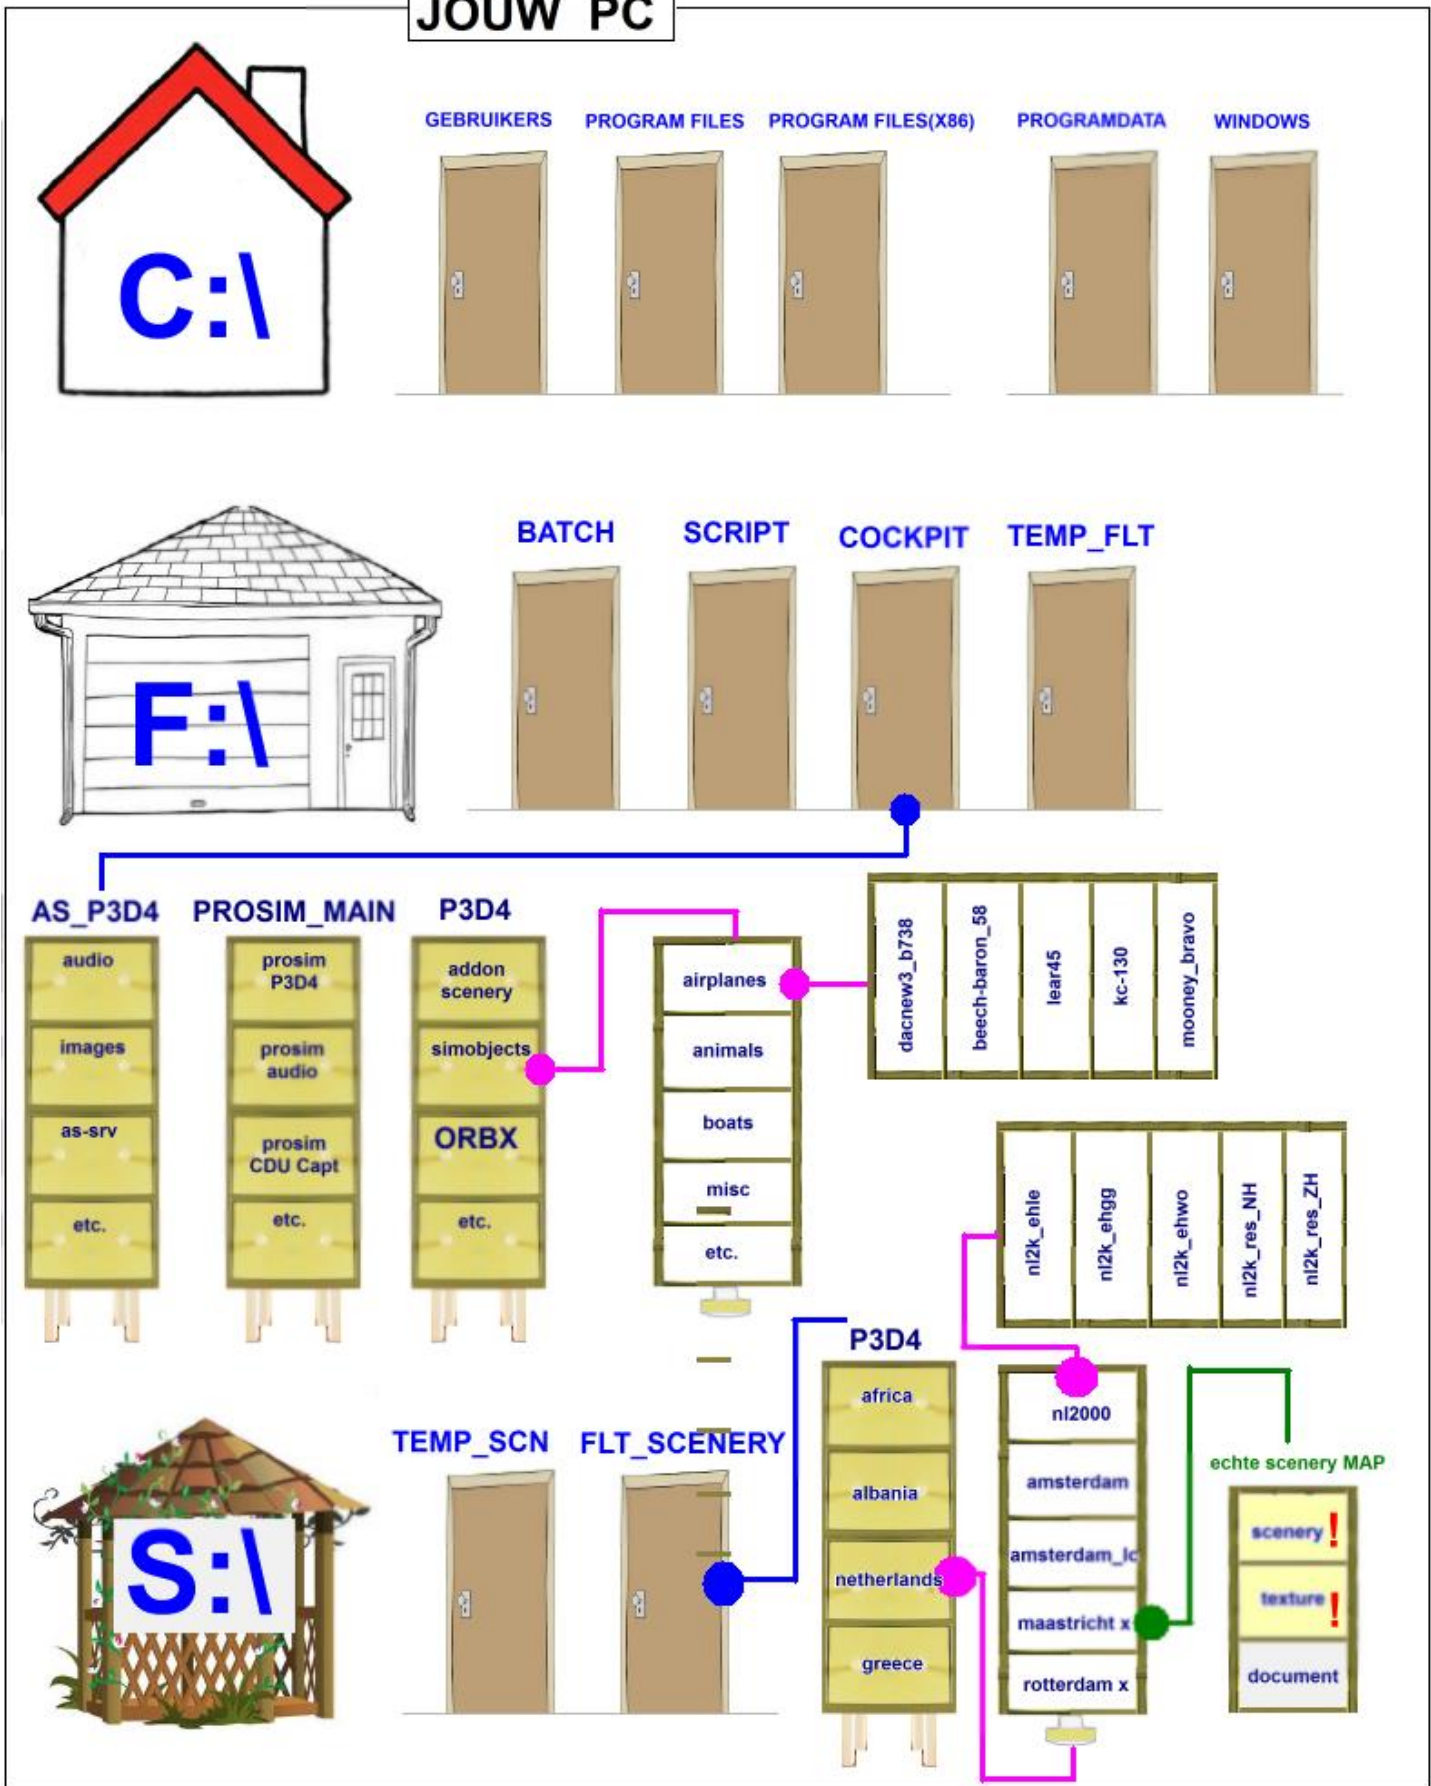 JOUW PC
GEBRUIKERS
PROGRAM FILES
PROGRAM FILES(X86)
PROGRAMDATA
WINDOWS
C:\
BATCH
SCRIPT
COCKPIT
TEMP_FLT
F:\
AS_P3D4
audio
images
as-srv
etc.
PROSIM_MAIN
prosim
P3D4
prosim
audio
prosim
CDU Capt
etc.
P3D4
addon
scenery
simobjects
ORBX
etc.
airplanes
animals
boats
misc
etc.
dacnew3_b738
beech-baron_58
lear45
kc-130
mooney_bravo
nl2k_ehle
nl2k_ehgg
nl2k_ehwo
nl2k_res_NH
nl2k_res_ZH
S:\
TEMP_SCN
FLT_SCENERY
P3D4
africa
albania
netherlands
greece
nl2000
amsterdam
amsterdam_lc
maastricht x
rotterdam x
echte scenery MAP
scenery !
texture !
document